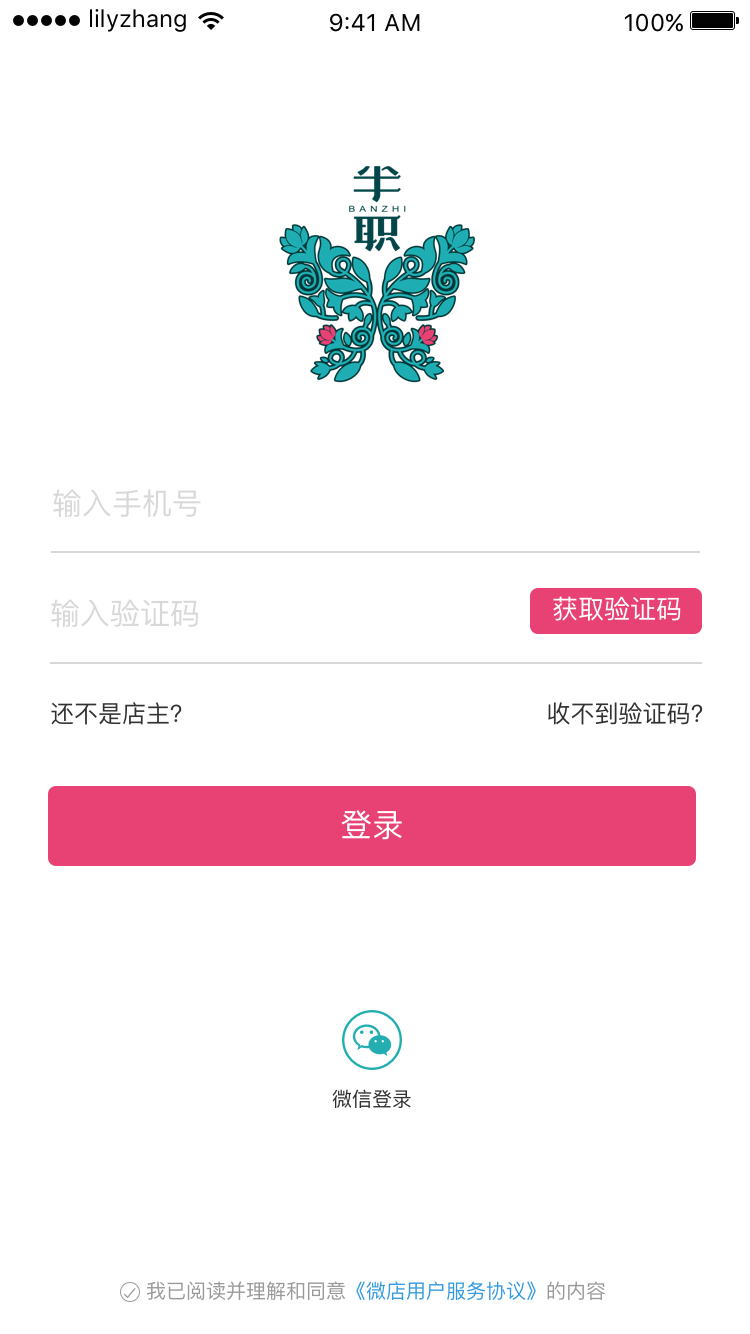 lilyzhang 9:41 AM 100%
半
BANZHI
职
输入手机号
输入验证码 获取验证码
还不是店主? 收不到验证码?
登录
微信登录
我已阅读并理解和同意《微店用户服务协议》的内容